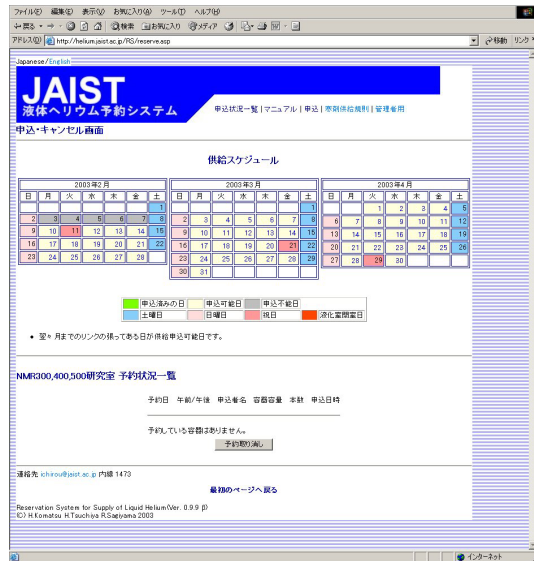 ファイル(F) 編集(E) 表示(V) お気に入り(A) ツール(T) ヘルプ(H)
戻る 検索 お気に入り メディア
アドレス(D) http://helium.jaist.ac.jp/RS/reserve.asp 移動 リンク
Japanese/English
JAIST
液体ヘリウム予約システム
申込状況一覧 | マニュアル | 申込 | 寒剤供給規則 | 管理者用
申込・キャンセル画面
供給スケジュール
2003年2月
日 月 火 水 木 金 土
1
2 3 4 5 6 7 8
9 10 11 12 13 14 15
16 17 18 19 20 21 22
23 24 25 26 27 28
2003年3月
日 月 火 水 木 金 土
1
2 3 4 5 6 7 8
9 10 11 12 13 14 15
16 17 18 19 20 21 22
23 24 25 26 27 28 29
30 31
2003年4月
日 月 火 水 木 金 土
1 2 3 4 5
6 7 8 9 10 11 12
13 14 15 16 17 18 19
20 21 22 23 24 25 26
27 28 29 30
申込済みの日 申込可能日 申込不能日
土曜日 日曜日 祝日 液化室閉室日
• 翌々月までのリンクの張ってある日が供給申込可能日です。
NMR300,400,500研究室 予約状況一覧
予約日 午前/午後 申込者名 容器容量 本数 申込日時
予約している容器はありません。
予約取り消し
連絡先 ichirou@jaist.ac.jp 内線 1473
最初のページへ戻る
Reservation System for Supply of Liquid Helium(Ver. 0.9.9 β)
(C) H.Komatsu H.Tsuchiya R.Sagiyama 2003
インターネット